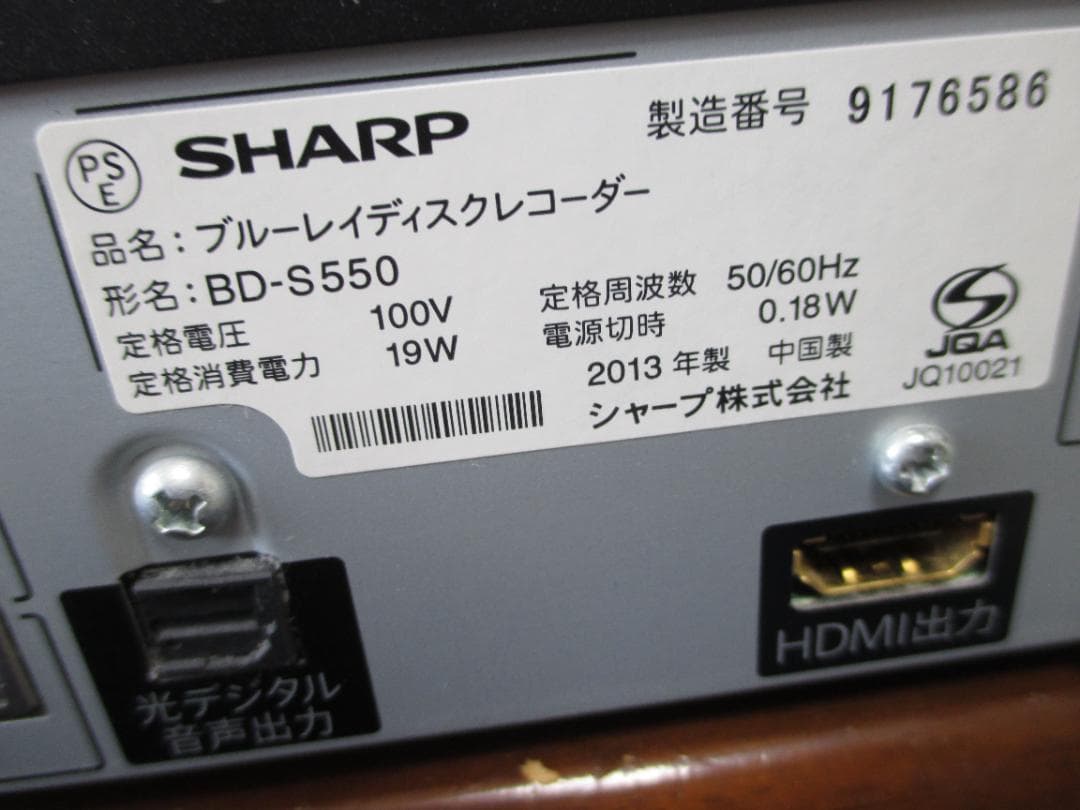 PS
E
SHARP
製造番号 9176586
品名：ブルーレイディスクレコーダー
形名：BD-S550
定格電圧 100V
定格消費電力 19W
定格周波数 50/60Hz
電源切時 0.18W
2013年製 中国製
シャープ株式会社
JQA
JQ10021
光デジタル
音声出力
HDMI出力